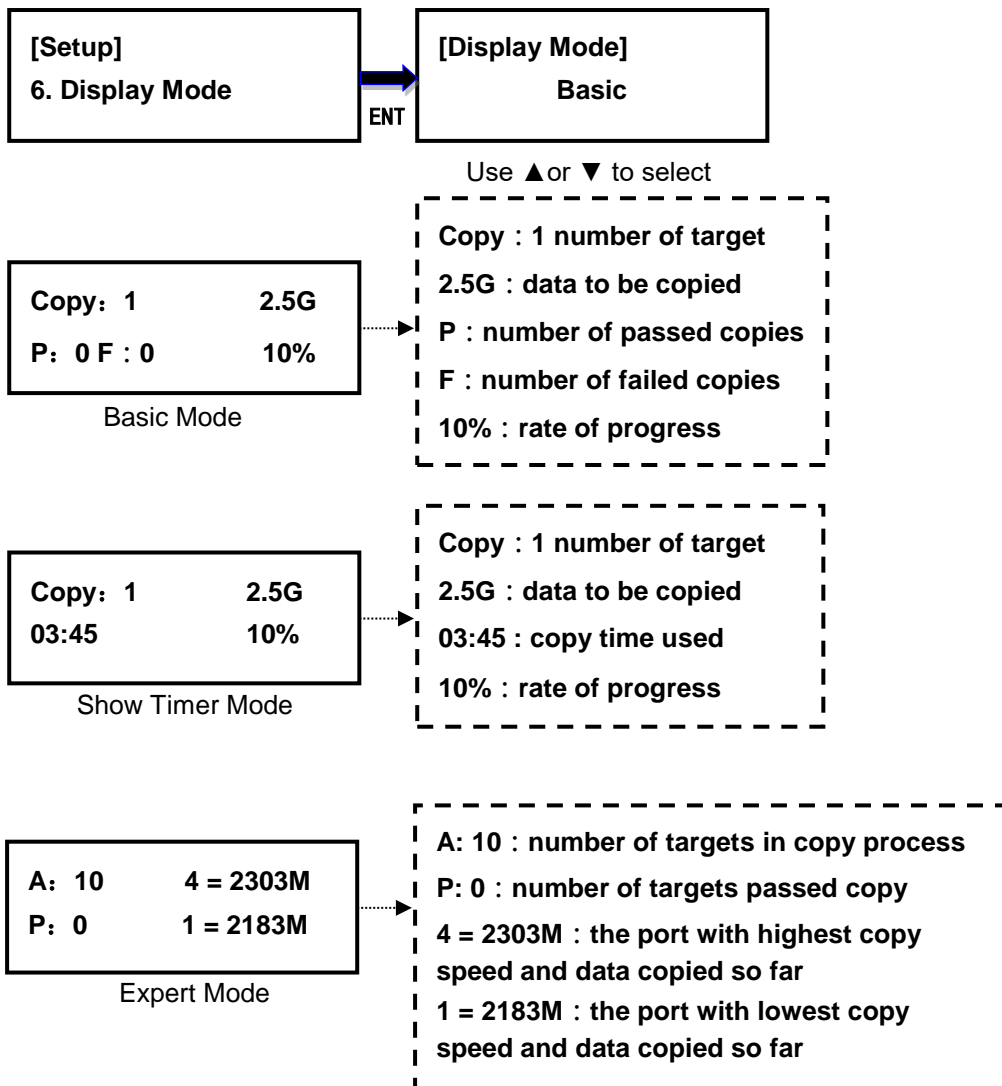 [Setup]
6. Display Mode
ENT
[Display Mode]
Basic
Use ▲or ▼ to select
Copy：1 2.5G
P：0 F：0 10%
Basic Mode
Copy：1 number of target
2.5G：data to be copied
P：number of passed copies
F：number of failed copies
10%：rate of progress
Copy：1 2.5G
03:45 10%
Show Timer Mode
Copy：1 number of target
2.5G：data to be copied
03:45 : copy time used
10%：rate of progress
A：10 4 = 2303M
P：0 1 = 2183M
Expert Mode
A: 10：number of targets in copy process
P: 0：number of targets passed copy
4 = 2303M：the port with highest copy
speed and data copied so far
1 = 2183M：the port with lowest copy
speed and data copied so far